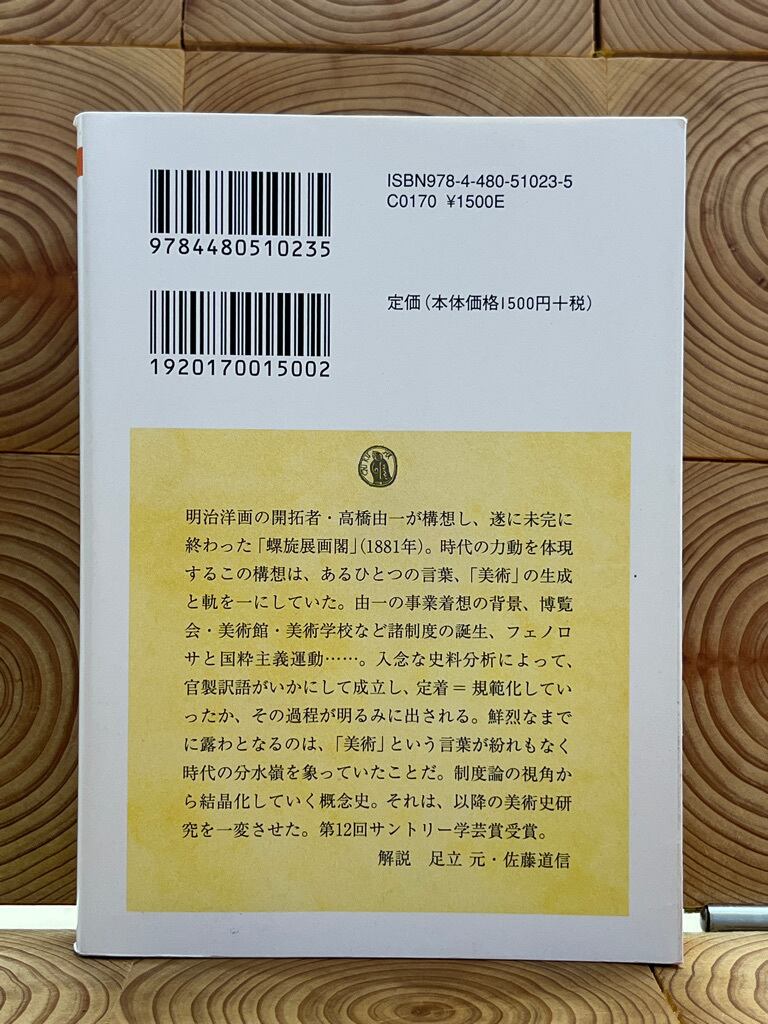 ISBN978-4-480-51023-5
C0170 ¥1500E
9784480510235
定価(本体価格1500円+税)
1920170015002
明治洋画の開拓者・高橋由一が構想し、遂に未完に
終わった「螺旋展画閣」(1881年)。時代の力動を体現
するこの構想は、あるひとつの言葉、「美術」の生成
と軌を一にしていた。由一の事業着想の背景、博覧
会・美術館・美術学校など諸制度の誕生、フェノロ
サと国粋主義運動……。入念な史料分析によって、
官製訳語がいかにして成立し、定着=規範化してい
ったか、その過程が明るみに出される。鮮烈なまで
に露わとなるのは、「美術」という言葉が紛れもなく
時代の分水嶺を象っていたことだ。制度論の視角か
ら結晶化していく概念史。それは、以降の美術史研
究を一変させた。第12回サントリー学芸賞受賞。
解説 足立 元・佐藤道信